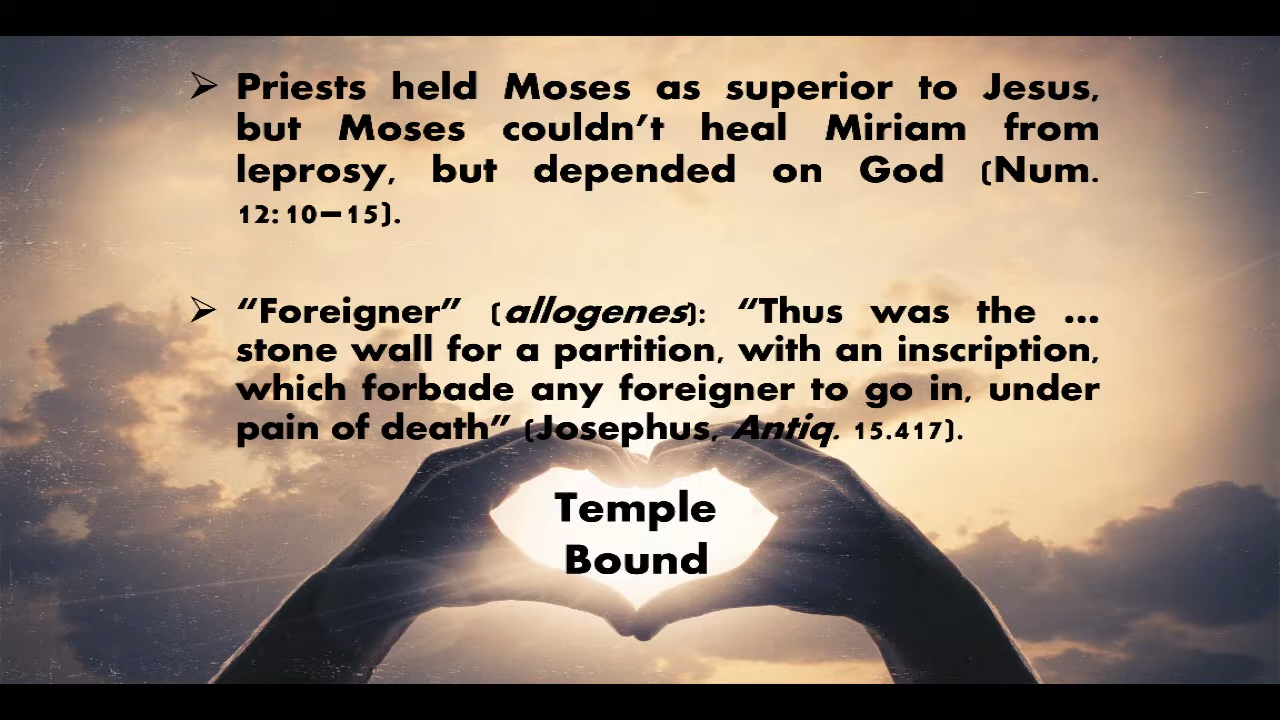 ➢ Priests held Moses as superior to Jesus,
but Moses couldn’t heal Miriam from
leprosy, but depended on God (Num.
12:10–15).
➢ “Foreigner” (allogenes): “Thus was the …
stone wall for a partition, with an inscription,
which forbade any foreigner to go in, under
pain of death” (Josephus, Antiq. 15.417).
Temple
Bound